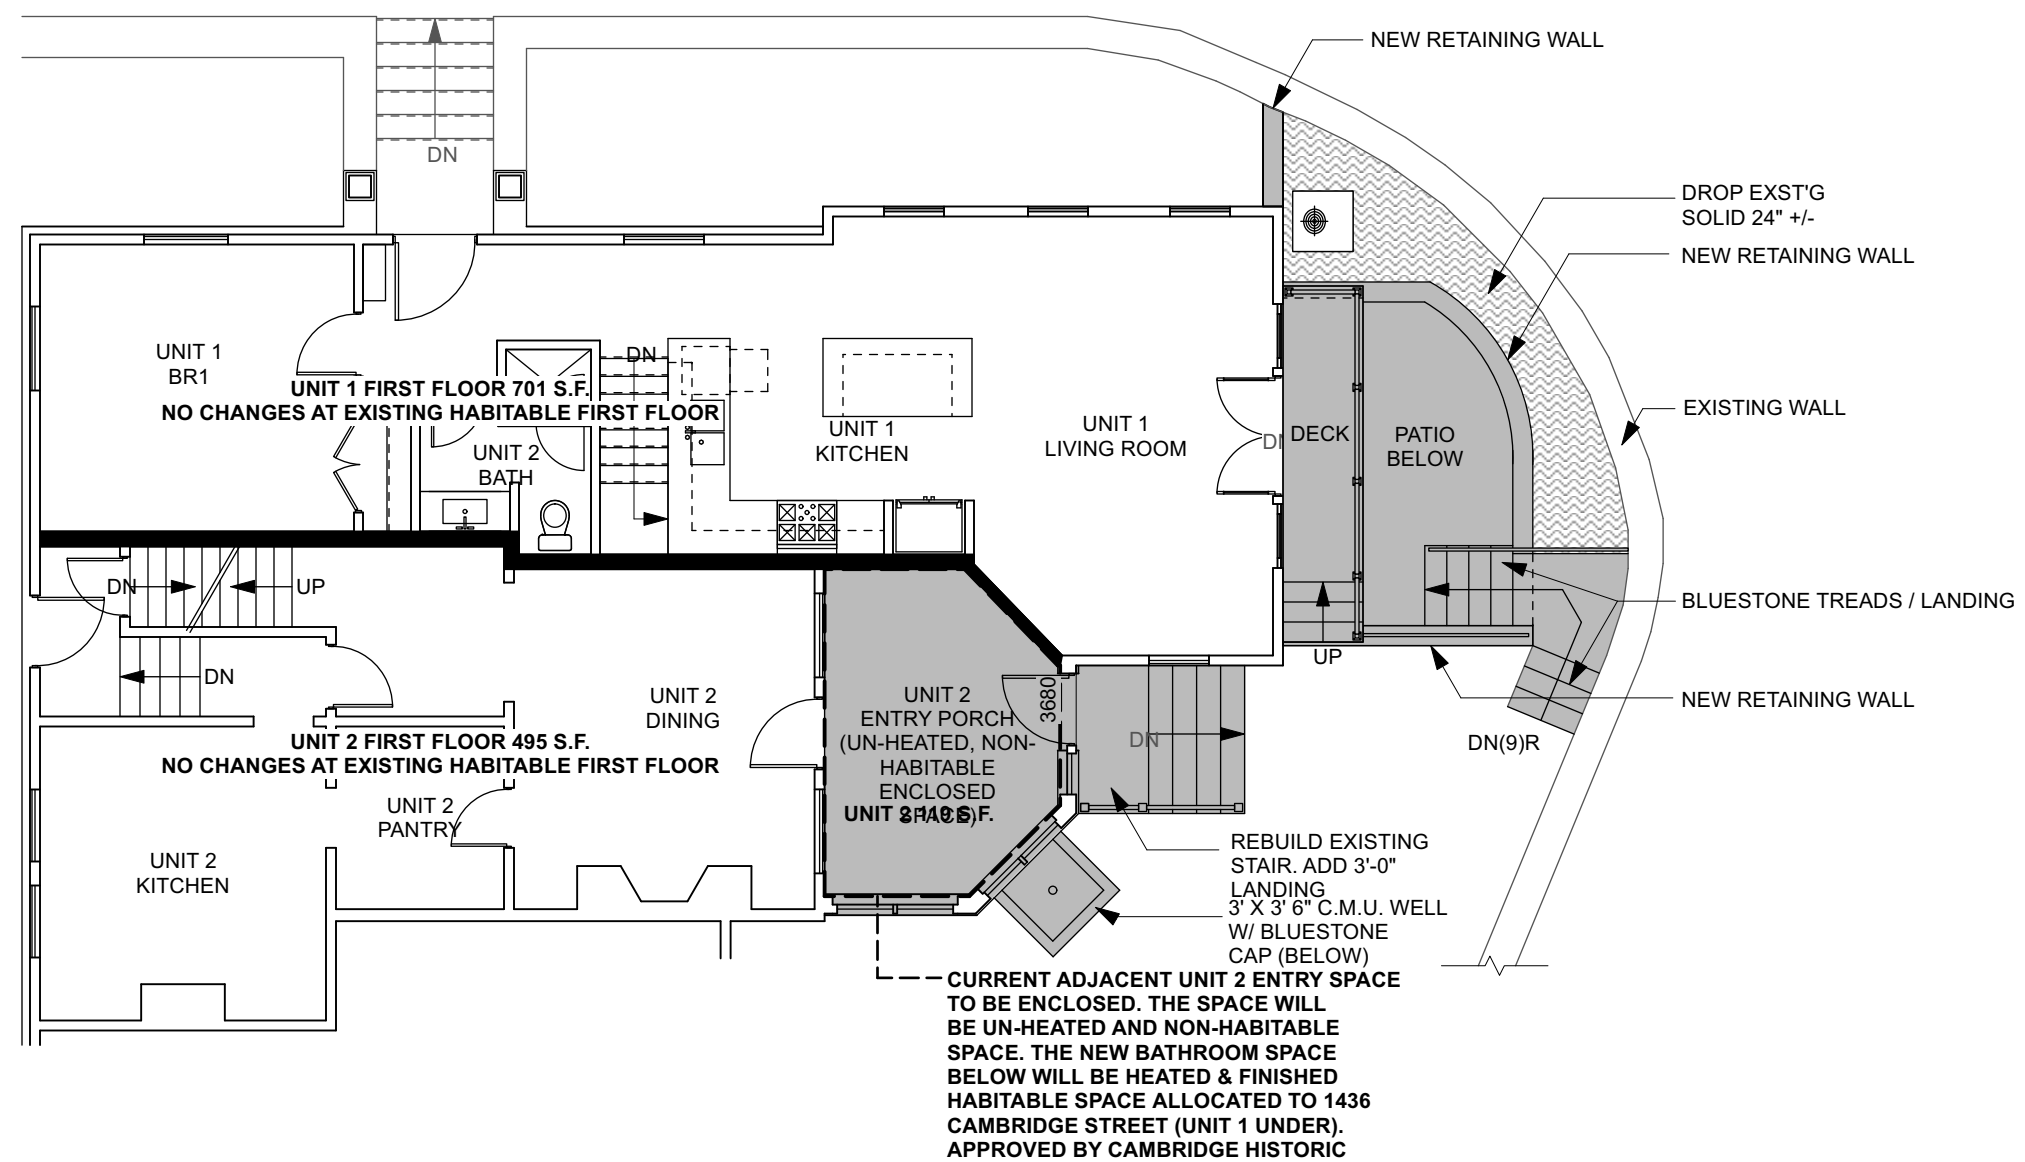 NEW RETAINING WALL
DN
DROP EXST'G
SOLID 24" +/-
NEW RETAINING WALL
UNIT 1
BR1
DN
UNIT 1 FIRST FLOOR 701 S.F.
NO CHANGES AT EXISTING HABITABLE FIRST FLOOR
UNIT 2
BATH
UNIT 1
KITCHEN
UNIT 1
LIVING ROOM
DN
DECK
PATIO
BELOW
EXISTING WALL
DN
UP
DN
BLUESTONE TREADS / LANDING
UP
NEW RETAINING WALL
DN(9)R
UNIT 2
DINING
UNIT 2
ENTRY PORCH
(UN-HEATED, NON-
HABITABLE
ENCLOSED
SPACE)
UNIT 2 119 S.F.
3680
DN
UNIT 2 FIRST FLOOR 495 S.F.
NO CHANGES AT EXISTING HABITABLE FIRST FLOOR
UNIT 2
PANTRY
UNIT 2
KITCHEN
REBUILD EXISTING
STAIR. ADD 3'-0"
LANDING
3' X 3' 6" C.M.U. WELL
W/ BLUESTONE
CAP (BELOW)
CURRENT ADJACENT UNIT 2 ENTRY SPACE
TO BE ENCLOSED. THE SPACE WILL
BE UN-HEATED AND NON-HABITABLE
SPACE. THE NEW BATHROOM SPACE
BELOW WILL BE HEATED & FINISHED
HABITABLE SPACE ALLOCATED TO 1436
CAMBRIDGE STREET (UNIT 1 UNDER).
APPROVED BY CAMBRIDGE HISTORIC